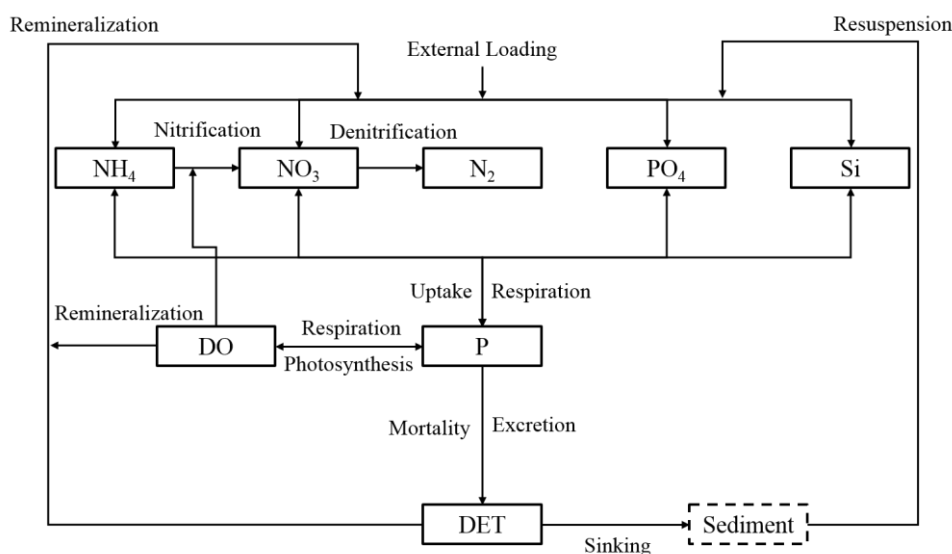 Remineralization
Resuspension
External Loading
Nitrification
Denitrification
NH₄
NO₃
N₂
PO₄
Si
Uptake
Respiration
Remineralization
Respiration
DO
P
Photosynthesis
Mortality
Excretion
DET
Sediment
Sinking